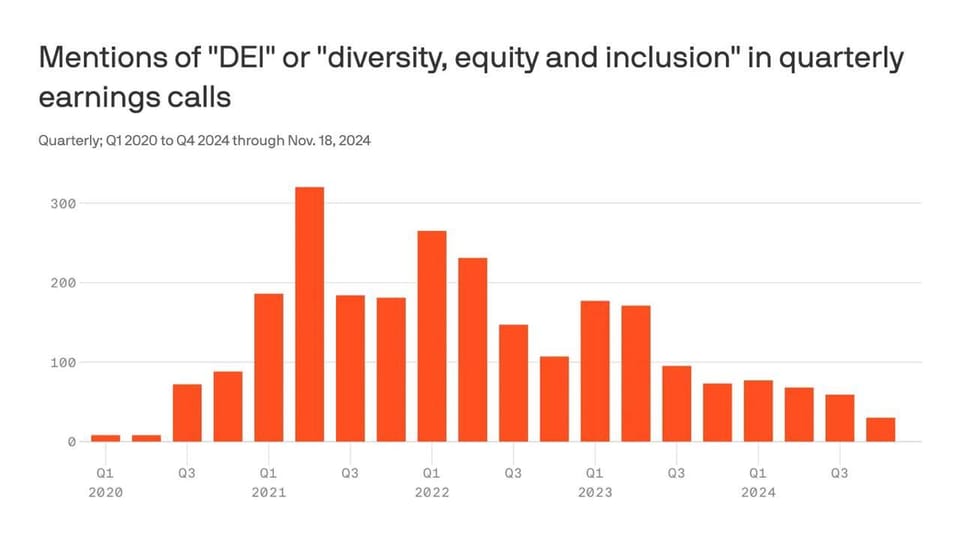 Mentions of "DEI" or "diversity, equity and inclusion" in quarterly
earnings calls
Quarterly; Q1 2020 to Q4 2024 through Nov. 18, 2024
300
200
100
0
Q1 Q3 Q1 Q3 Q1 Q3 Q1 Q3 Q1 Q3
2020 2021 2022 2023 2024